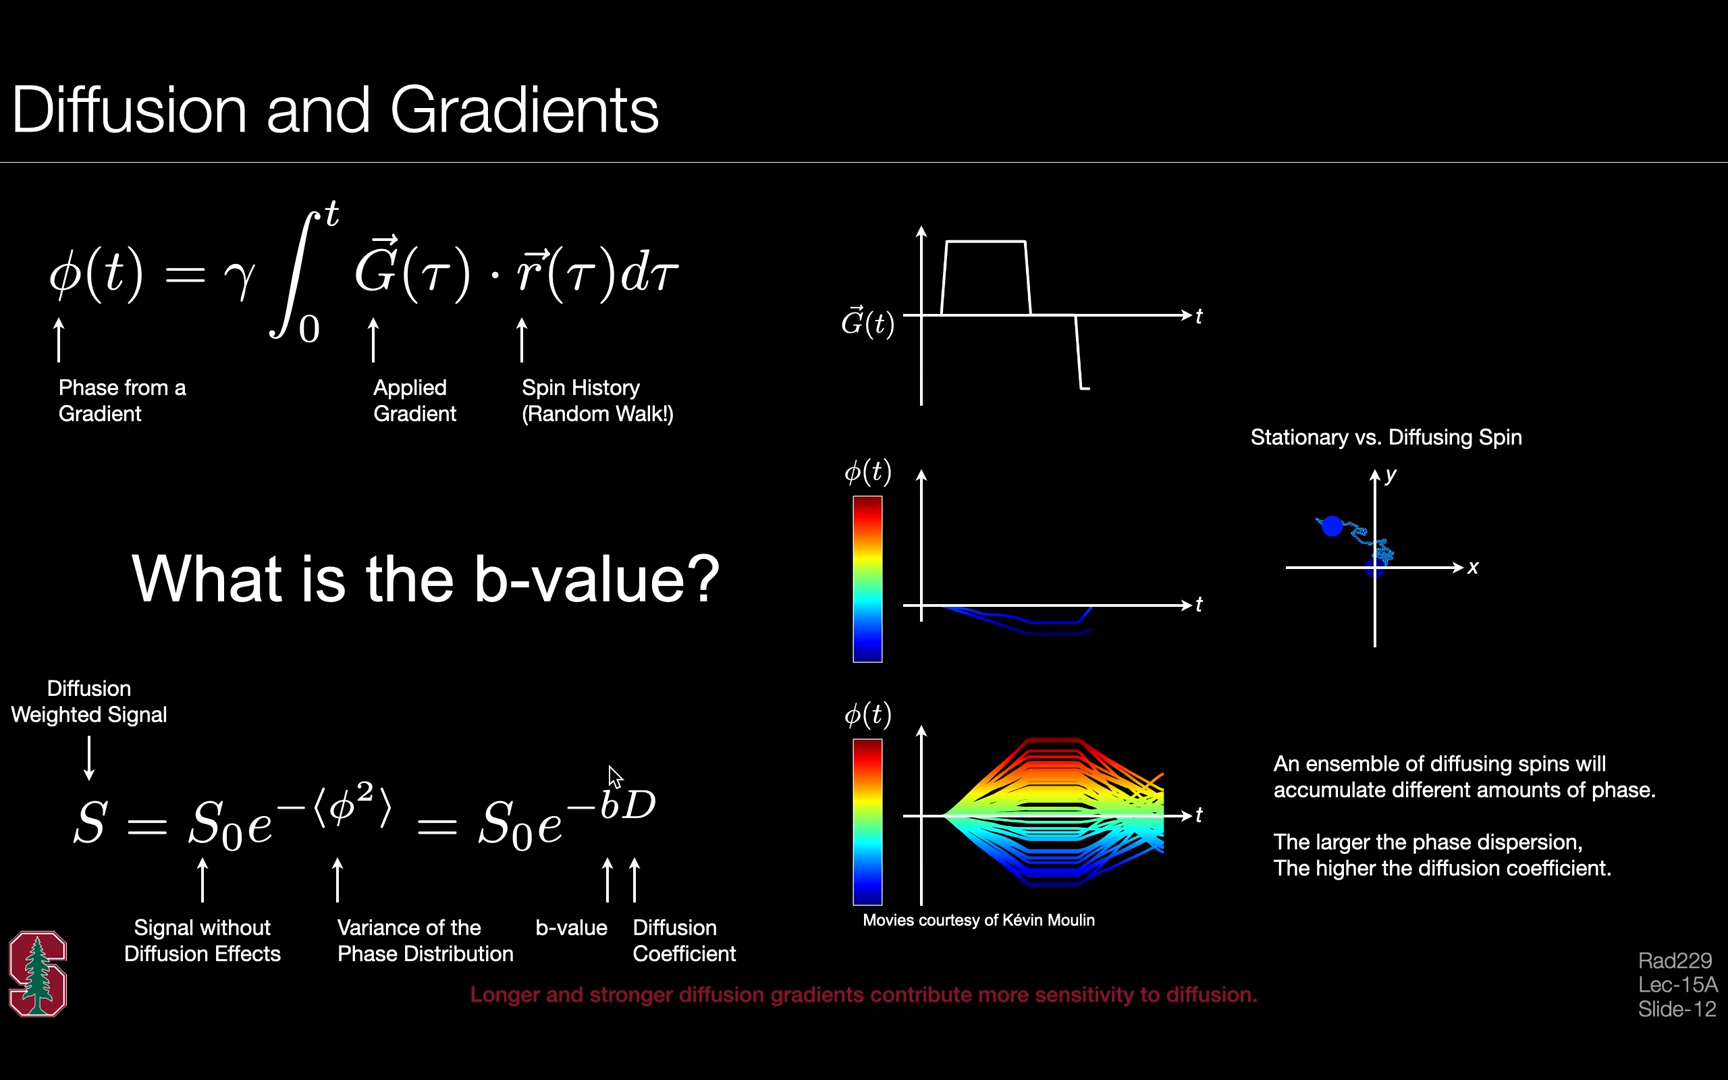 Diffusion and Gradients
ϕ(t) = γ ∫₀ᵗ G⃗(τ) · r⃗(τ)dτ
Phase from a
Gradient
Applied
Gradient
Spin History
(Random Walk!)
What is the b-value?
Diffusion
Weighted Signal
S = S₀e^{−⟨ϕ²⟩} = S₀e^{−bD}
Signal without
Diffusion Effects
Variance of the
Phase Distribution
b-value
Diffusion
Coefficient
G⃗(t)
t
ϕ(t)
t
Stationary vs. Diffusing Spin
y
x
ϕ(t)
t
Movies courtesy of Kévin Moulin
An ensemble of diffusing spins will
accumulate different amounts of phase.
The larger the phase dispersion,
The higher the diffusion coefficient.
Longer and stronger diffusion gradients contribute more sensitivity to diffusion.
Rad229
Lec-15A
Slide-12